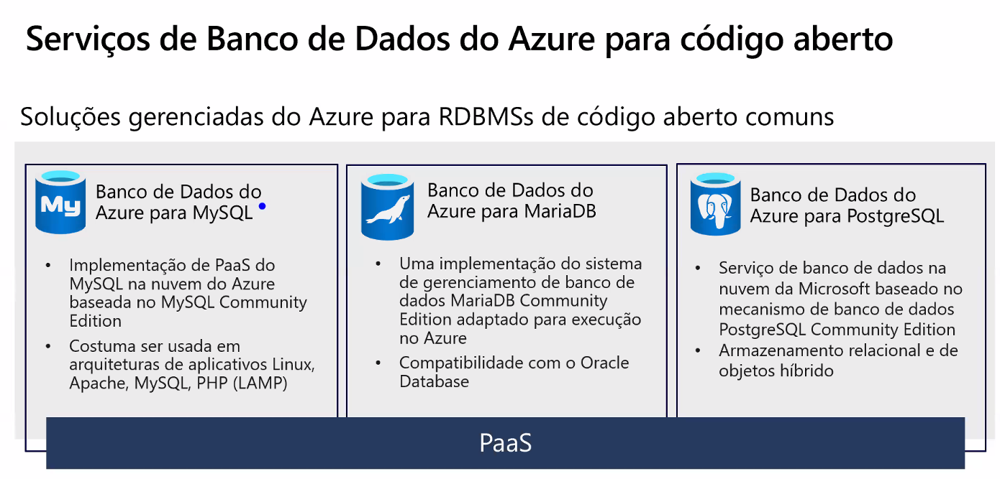 Serviços de Banco de Dados do Azure para código aberto
Soluções gerenciadas do Azure para RDBMSs de código aberto comuns
My
Banco de Dados do
Azure para MySQL
• Implementação de PaaS do
MySQL na nuvem do Azure
baseada no MySQL Community
Edition
• Costuma ser usada em
arquiteturas de aplicativos Linux,
Apache, MySQL, PHP (LAMP)
Banco de Dados do
Azure para MariaDB
• Uma implementação do sistema
de gerenciamento de banco de
dados MariaDB Community
Edition adaptado para execução
no Azure
• Compatibilidade com o Oracle
Database
Banco de Dados do
Azure para PostgreSQL
• Serviço de banco de dados na
nuvem da Microsoft baseado no
mecanismo de banco de dados
PostgreSQL Community Edition
• Armazenamento relacional e de
objetos híbrido
PaaS